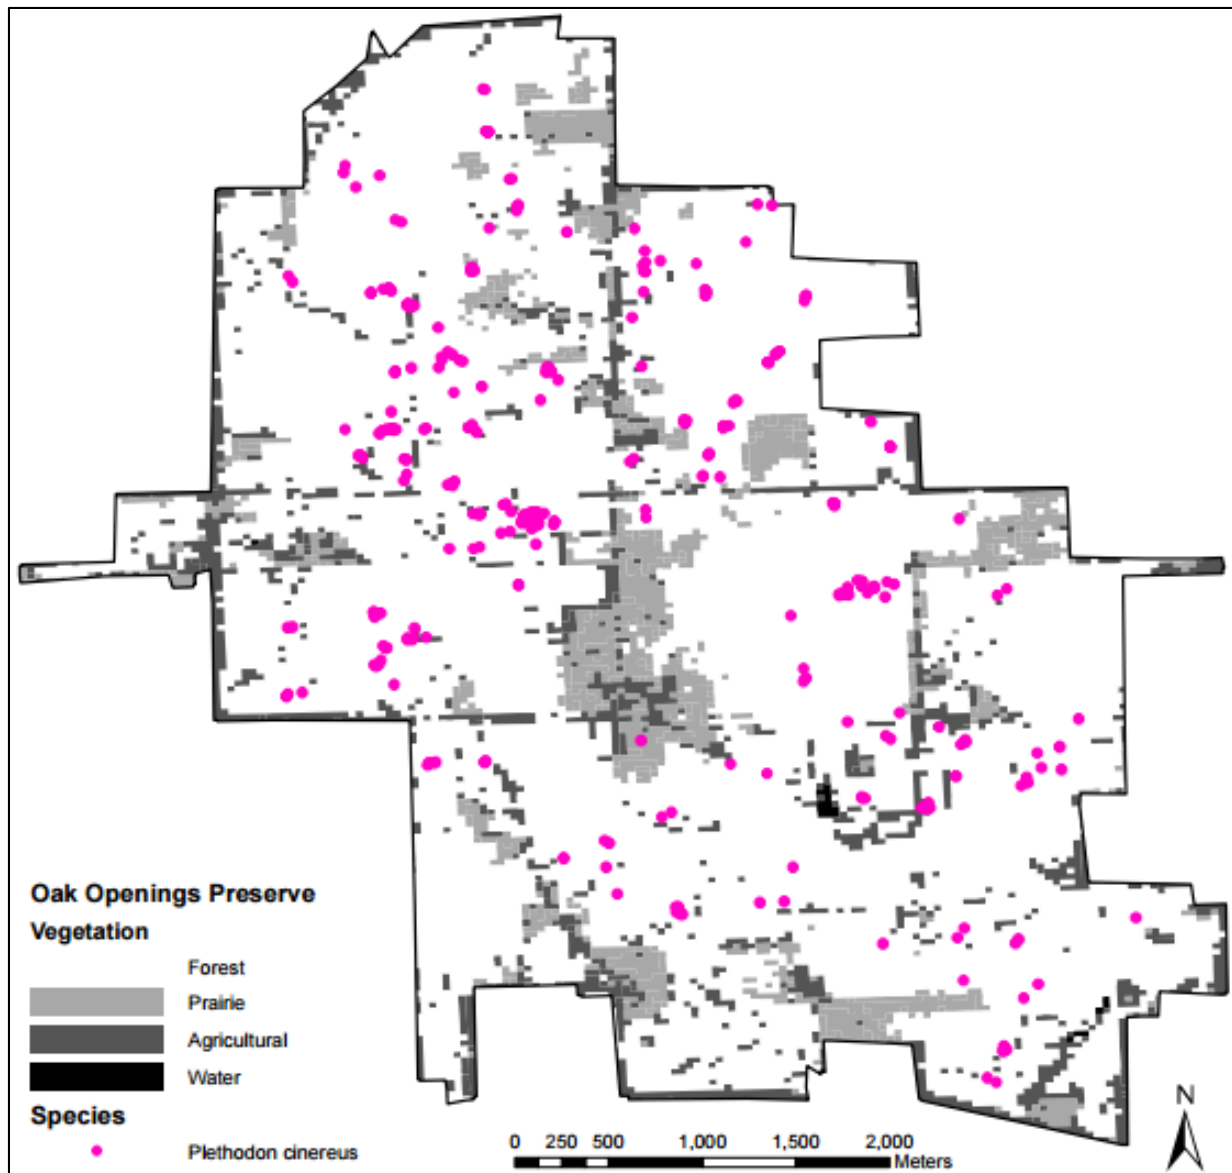 Oak Openings Preserve
Vegetation
Forest
Prairie
Agricultural
Water
Species
Plethodon cinereus
0 250 500 1,000 1,500 2,000
Meters
N